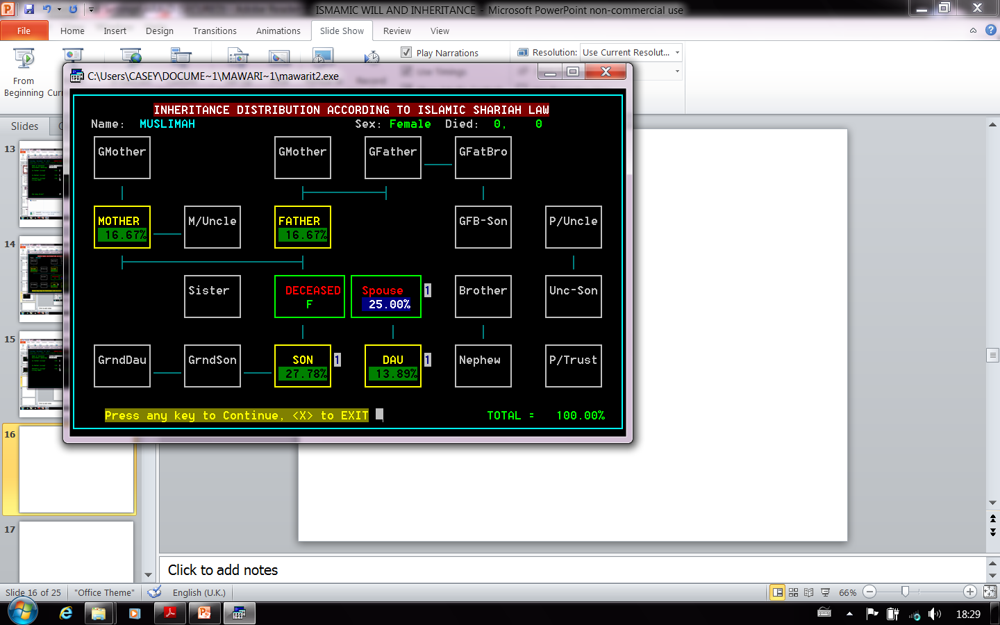 ISMAMIC WILL AND INHERITANCE - Microsoft PowerPoint non-commercial use
File Home Insert Design Transitions Animations Slide Show Review View
Play Narrations
Resolution: Use Current Resolut...
From
Beginning
C:\Users\CASEY\DOCUME~1\MAWARI~1\mawarit2.exe
INHERITANCE DISTRIBUTION ACCORDING TO ISLAMIC SHARIAH LAW
Name: MUSLIMAH Sex: Female Died: 0, 0
GMother GMother GFather GFatBro
MOTHER M/Uncle FATHER GFB-Son P/Uncle
16.67% 16.67%
Sister DECEASED Spouse 1 Brother Unc-Son
F 25.00%
GrndDau GrndSon SON 1 DAU 1 Nephew P/Trust
27.78% 13.89%
Press any key to Continue, <X> to EXIT TOTAL = 100.00%
Slides
13
14
15
16
17
Click to add notes
Slide 16 of 25 "Office Theme" English (U.K.) 66%
18:29